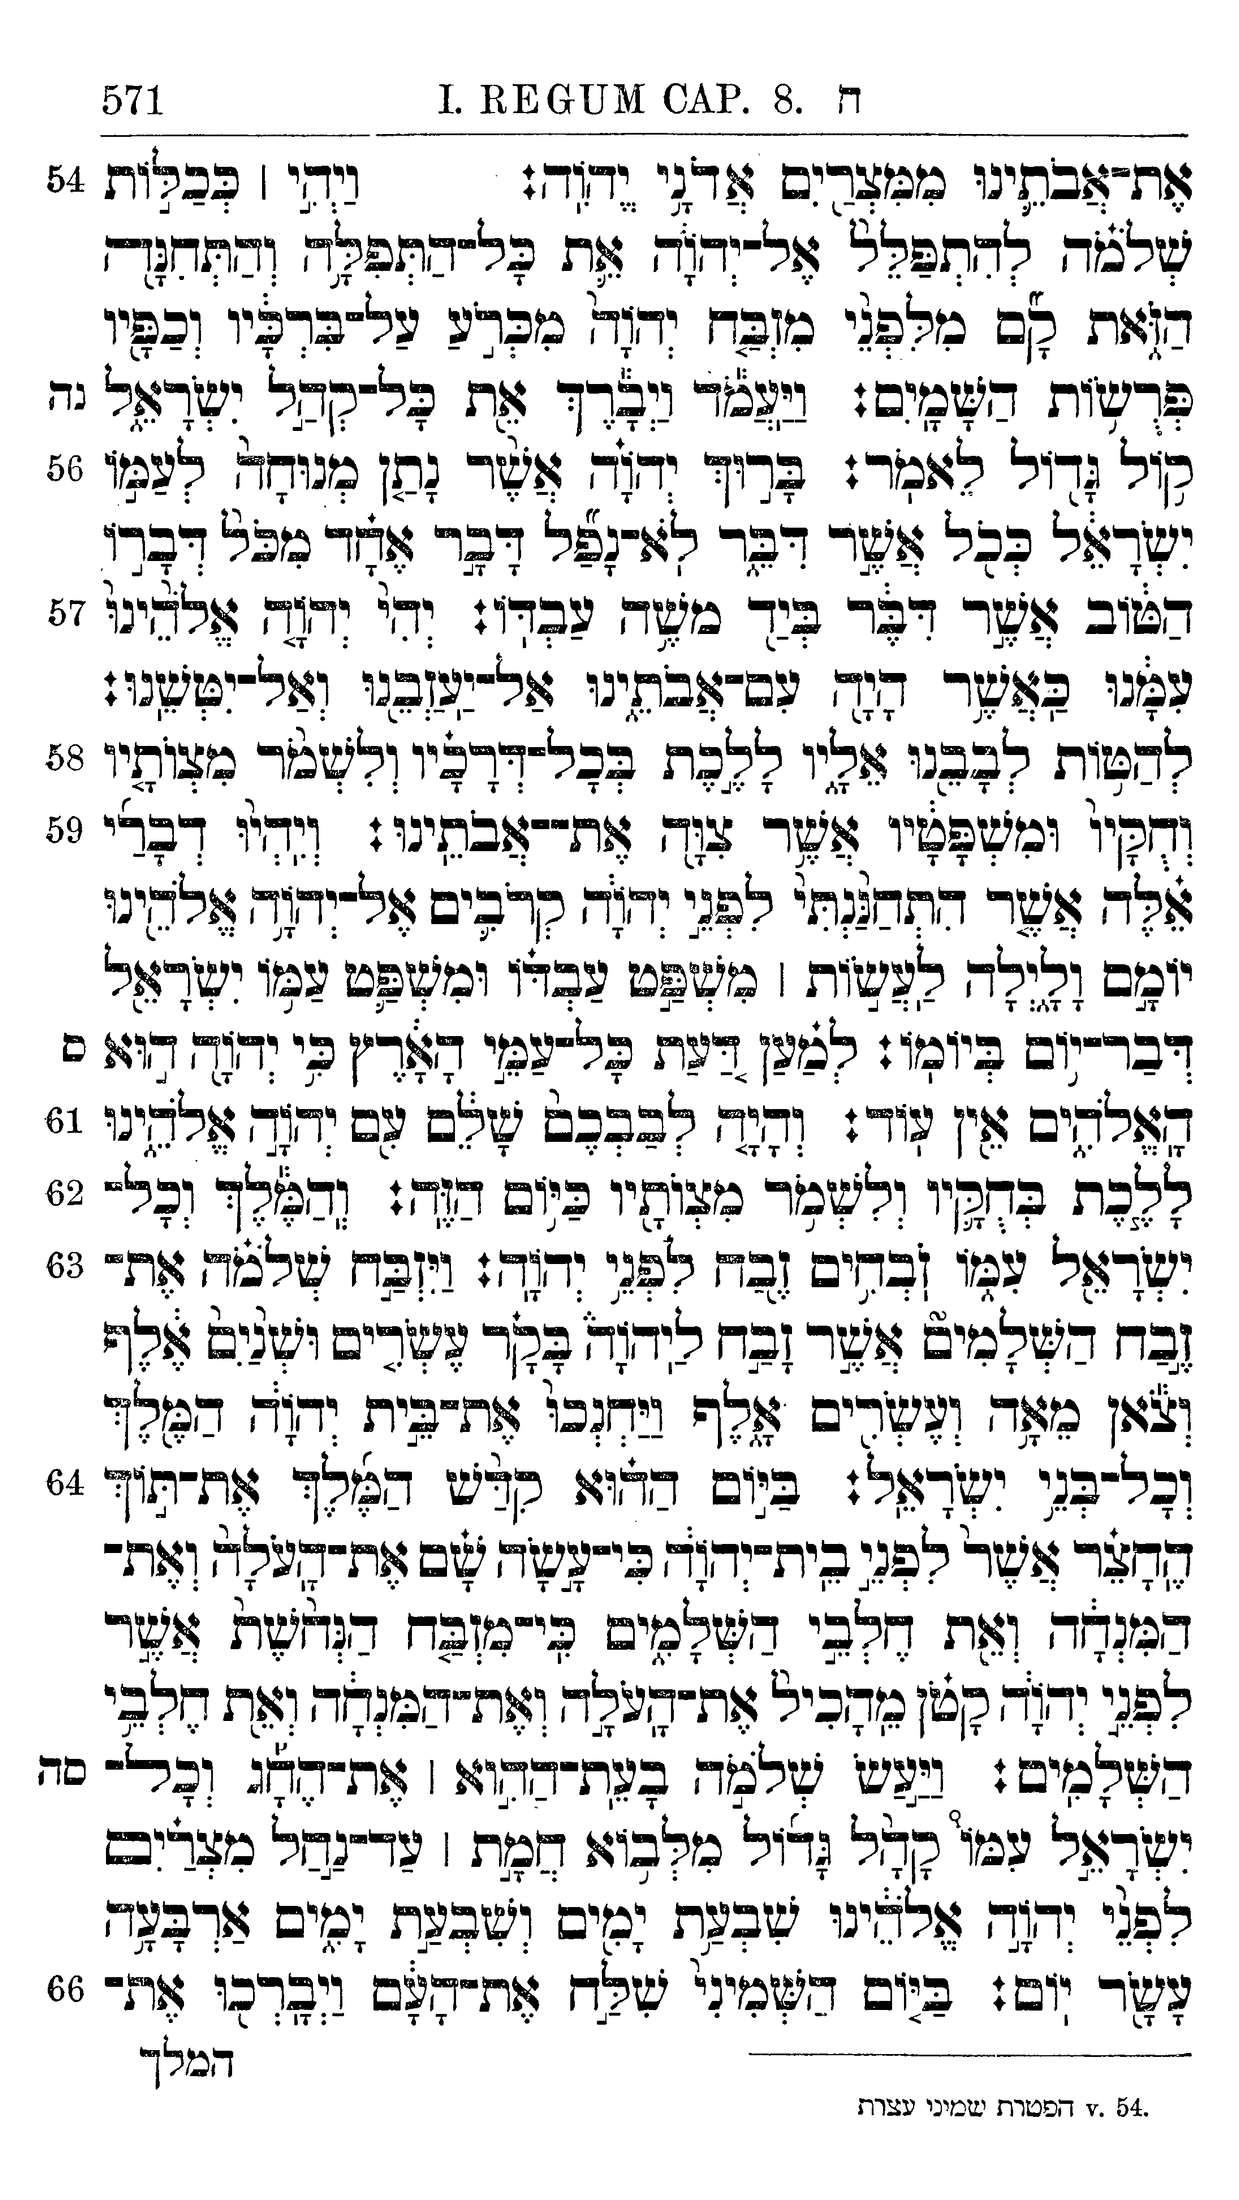 571 I. REGUM CAP. 8. ח
אֶת־אֲבֹתֵ֛ינוּ מִמִּצְרַ֖יִם אֲדֹנָ֥י יֱהוִֹֽה׃ וַיְהִ֣י ׀ כְּכַלּ֣וֹת 54
שְׁלֹמֹ֗ה לְהִתְפַּלֵּל֙ אֶל־יְהוָֹ֔ה אֵ֛ת כָּל־הַתְּפִלָּ֥ה וְהַתְּחִנָּ֖ה
הַזֹּ֑את קָ֞ם מִלִּפְנֵ֨י מִזְבַּ֤ח יְהוָֹה֙ מִכְּרֹ֣עַ עַל־בִּרְכָּ֔יו וְכַפָּ֖יו
פְּרֻשׂ֥וֹת הַשָּׁמָֽיִם׃ וַֽיַּעֲמֹ֕ד וַיְבָ֕רֶךְ אֵ֖ת כָּל־קְהַ֣ל יִשְׂרָאֵ֑ל נה
ק֥וֹל גָּד֖וֹל לֵאמֹֽר׃ בָּר֣וּךְ יְהוָֹ֗ה אֲשֶׁ֨ר נָתַ֤ן מְנוּחָה֙ לְעַמּ֣וֹ 56
יִשְׂרָאֵ֔ל כְּכֹ֖ל אֲשֶׁ֣ר דִּבֵּ֑ר לֹֽא־נָפַ֞ל דָּבָ֣ר אֶחָ֗ד מִכֹּל֙ דְּבָר֣וֹ
הַטּ֔וֹב אֲשֶׁ֣ר דִּבֶּ֔ר בְּיַ֖ד מֹשֶׁ֥ה עַבְדּֽוֹ׃ יְהִ֨י יְהוָֹ֤ה אֱלֹהֵ֙ינוּ֙ 57
עִמָּ֔נוּ כַּֽאֲשֶׁ֥ר הָיָ֖ה עִם־אֲבֹתֵ֑ינוּ אַל־יַֽעַזְבֵ֖נוּ וְאַל־יִטְּשֵֽׁנוּ׃
לְהַטּ֥וֹת לְבָבֵ֖נוּ אֵלָ֑יו לָלֶ֣כֶת בְּכָל־דְּרָכָ֗יו וְלִשְׁמֹ֨ר מִצְוֹתָ֤יו 58
וְחֻקָּיו֙ וּמִשְׁפָּטָ֔יו אֲשֶׁ֥ר צִוָּ֖ה אֶת־אֲבֹתֵֽינוּ׃ וְיִֽהְי֨וּ דְבָרַ֜י 59
אֵ֗לֶּה אֲשֶׁ֤ר הִתְחַנַּ֙נְתִּי֙ לִפְנֵ֣י יְהוָֹ֔ה קְרֹבִ֛ים אֶל־יְהוָֹ֥ה אֱלֹהֵ֖ינוּ
יוֹמָ֣ם וָלָ֑יְלָה לַֽעֲשׂ֣וֹת ׀ מִשְׁפַּ֣ט עַבְדּ֗וֹ וּמִשְׁפַּ֛ט עַמּ֥וֹ יִשְׂרָאֵ֖ל
דְּבַר־י֥וֹם בְּיוֹמֽוֹ׃ לְמַ֗עַן דַּ֚עַת כָּל־עַמֵּ֣י הָאָ֔רֶץ כִּ֥י יְהוָֹ֖ה ה֣וּא ס
הָֽאֱלֹהִ֑ים אֵ֖ין עֽוֹד׃ וְהָיָ֤ה לְבַבְכֶם֙ שָׁלֵ֔ם עִ֖ם יְהוָֹ֣ה אֱלֹהֵ֑ינוּ 61
לָלֶ֧כֶת בְּחֻקָּ֛יו וְלִשְׁמֹ֥ר מִצְוֹתָ֖יו כַּיּ֥וֹם הַזֶּֽה׃ וְֽהַמֶּ֕לֶךְ וְכָל־ 62
יִשְׂרָאֵ֖ל עִמּ֑וֹ זֹֽבְחִ֥ים זֶ֖בַח לִפְנֵ֥י יְהוָֹֽה׃ וַיִּזְבַּ֣ח שְׁלֹמֹ֗ה אֶת־ 63
זֶ֣בַח הַשְּׁלָמִים֮ אֲשֶׁ֣ר זָבַ֣ח לַֽיהוָֹה֒ בָּקָ֗ר עֶשְׂרִ֤ים וּשְׁנַ֙יִם֙ אֶ֔לֶף
וְצֹ֕אן מֵאָ֥ה וְעֶשְׂרִ֖ים אָ֑לֶף וַֽיַּחְנְכוּ֙ אֶת־בֵּ֣ית יְהוָֹ֔ה הַמֶּ֖לֶךְ
וְכָל־בְּנֵ֥י יִשְׂרָאֵֽל׃ בַּיּ֣וֹם הַה֗וּא קִדַּ֨שׁ הַמֶּ֜לֶךְ אֶת־תּ֣וֹךְ 64
הֶֽחָצֵ֗ר אֲשֶׁר֙ לִפְנֵ֣י בֵֽית־יְהוָֹ֔ה כִּי־עָ֣שָׂה שָׁ֗ם אֶת־הָֽעֹלָה֙ וְאֶת־
הַמִּנְחָ֔ה וְאֵ֖ת חֶלְבֵ֣י הַשְּׁלָמִ֑ים כִּֽי־מִזְבַּ֤ח הַנְּחֹ֙שֶׁת֙ אֲשֶׁ֣ר
לִפְנֵ֣י יְהוָֹ֔ה קָטֹ֗ן מֵֽהָכִיל֙ אֶת־הָֽעֹלָ֣ה וְאֶת־הַמִּנְחָ֔ה וְאֵ֖ת חֶלְבֵ֥י
הַשְּׁלָמִֽים׃ וַיַּ֣עַשׂ שְׁלֹמֹ֣ה בָֽעֵת־הַהִ֣יא ׀ אֶת־הֶחָ֡ג וְכָל־ סה
יִשְׂרָאֵ֣ל עִמּוֹ֩ קָהָ֨ל גָּד֜וֹל מִלְּב֥וֹא חֲמָ֣ת ׀ עַד־נַ֣חַל מִצְרַ֗יִם
לִפְנֵ֨י יְהוָֹ֣ה אֱלֹהֵ֔ינוּ שִׁבְעַ֥ת יָמִ֖ים וְשִׁבְעַ֣ת יָמִ֑ים אַרְבָּעָ֥ה
עָשָׂ֖ר יֽוֹם׃ בַּיּ֤וֹם הַשְּׁמִינִי֙ שִׁלַּ֣ח אֶת־הָעָ֔ם וַֽיְבָרְכ֖וּ אֶת־ 66
המלך
v. 54. הפטרת שמיני עצרת